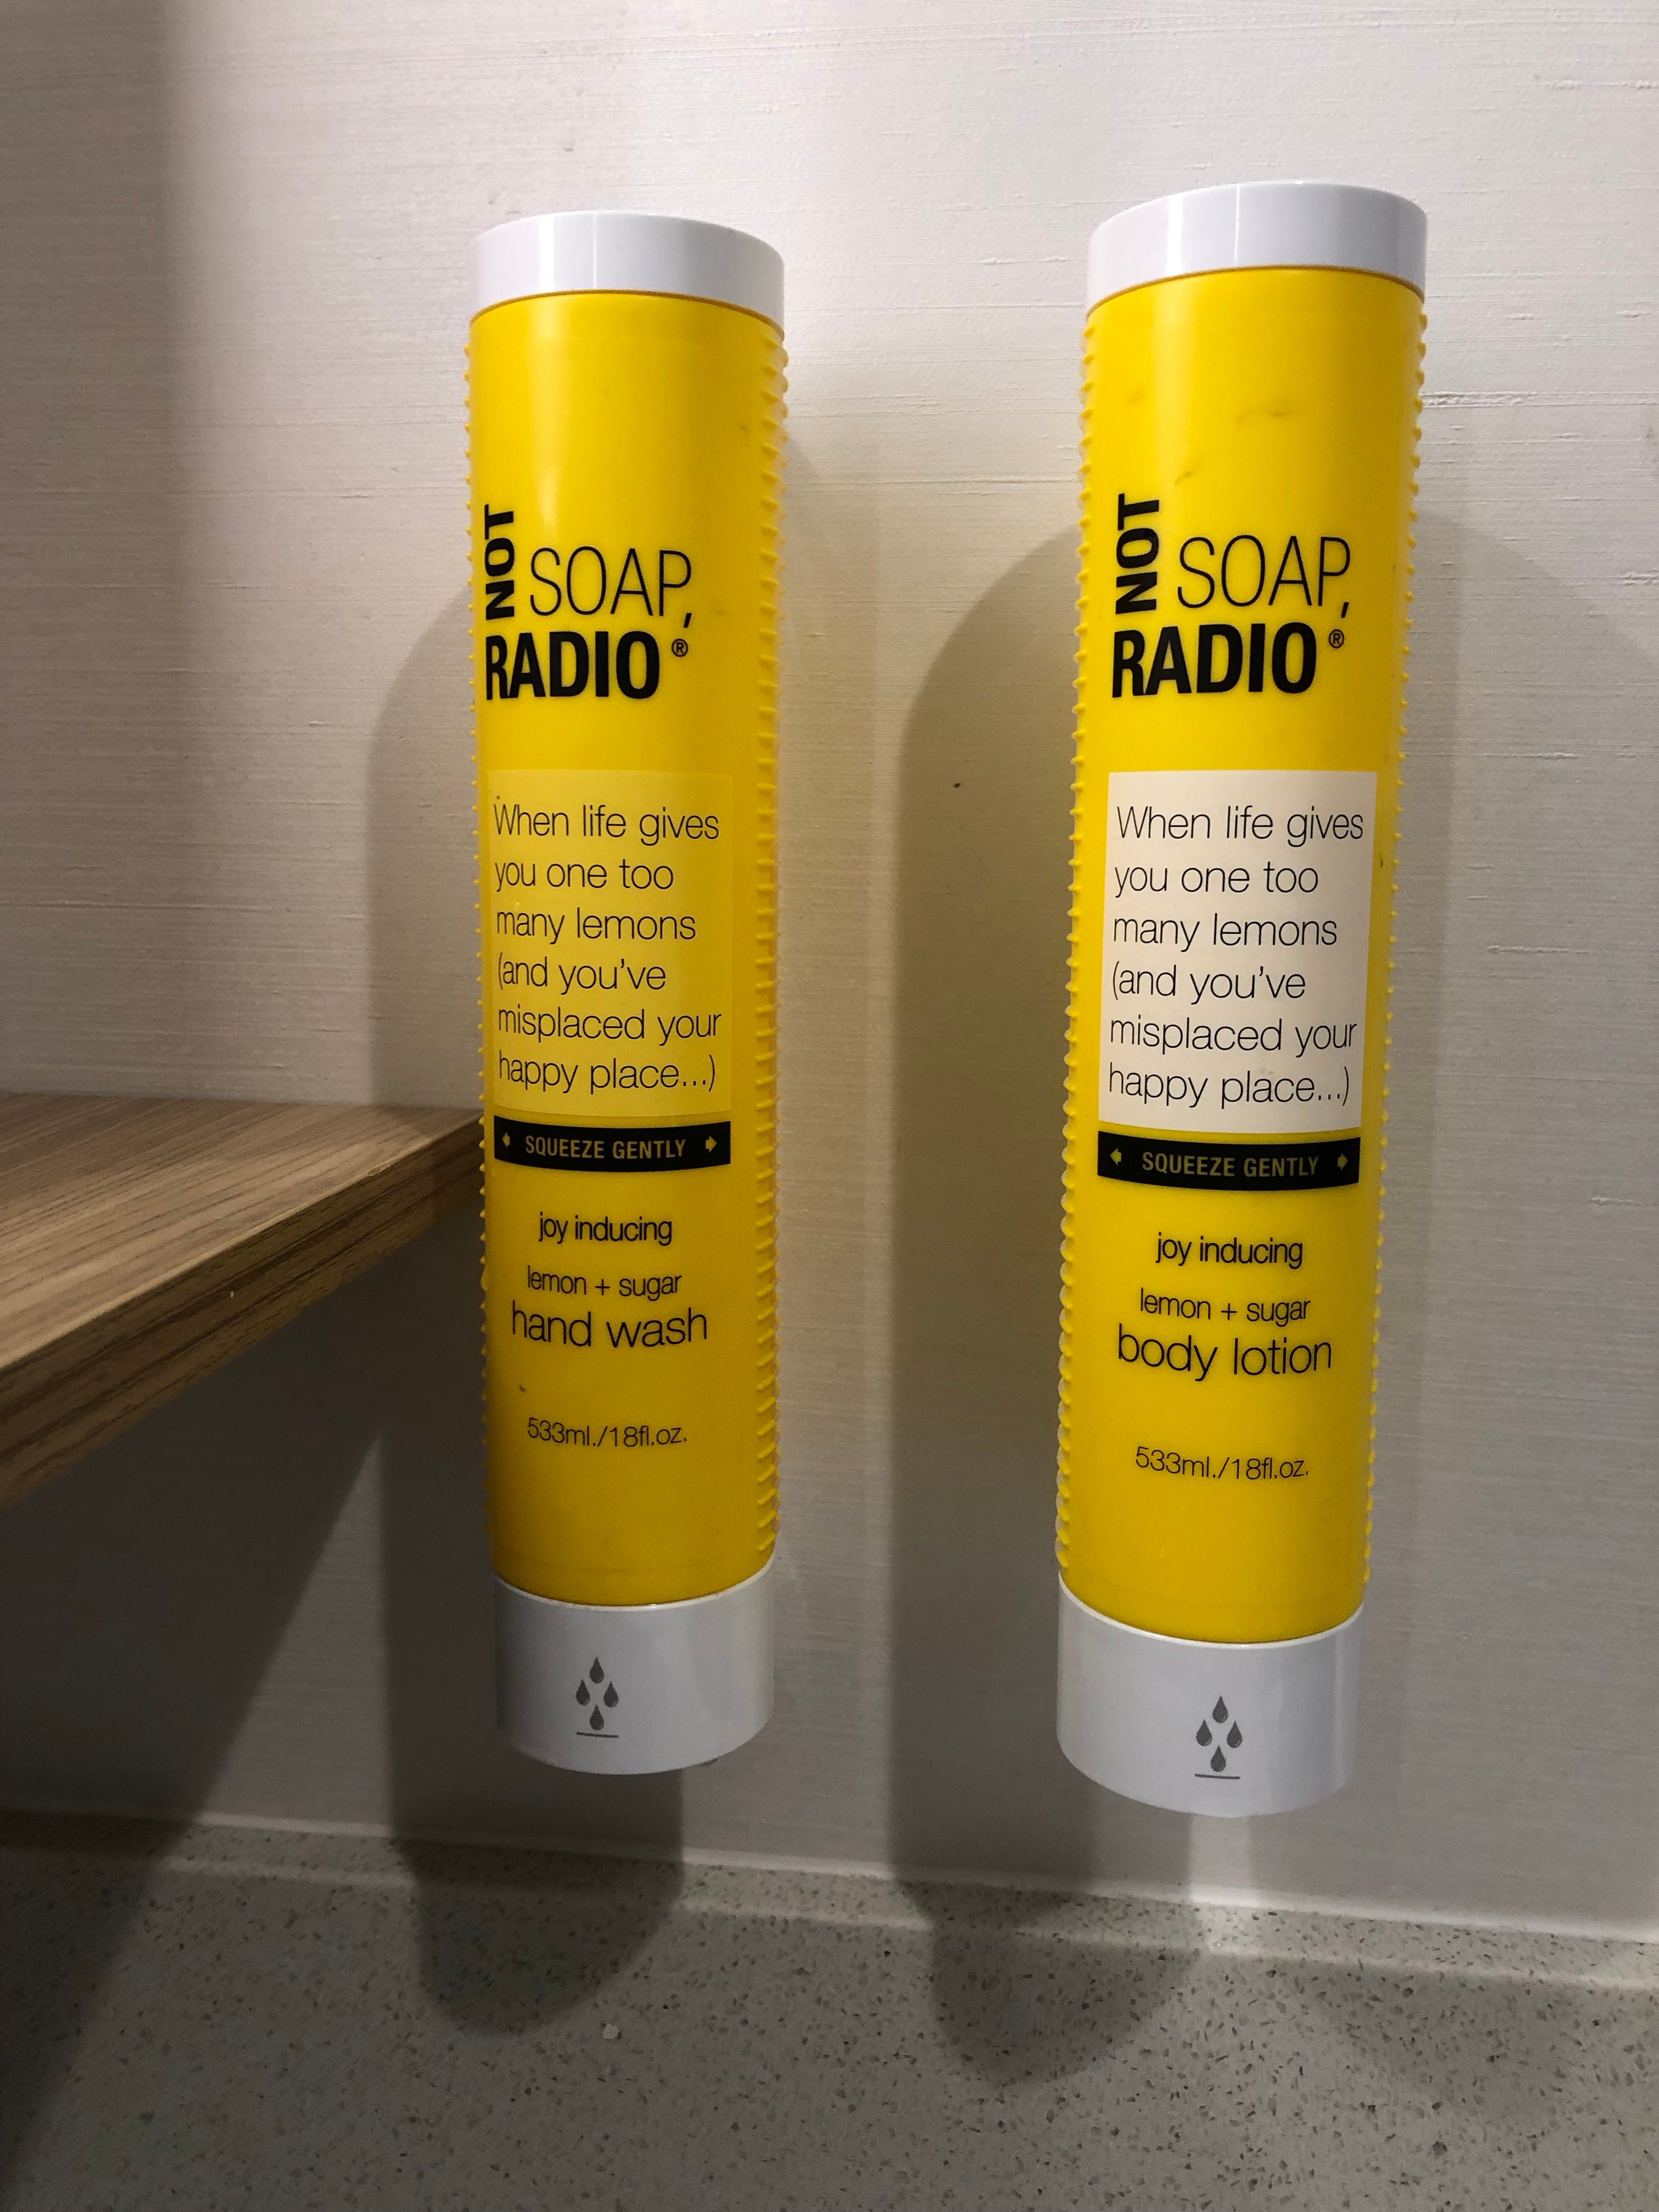 NOT
SOAP,
RADIO®
When life gives
you one too
many lemons
(and you've
misplaced your
happy place...)
SQUEEZE GENTLY
joy inducing
lemon + sugar
hand wash
533ml./18fl.oz.
NOT
SOAP,
RADIO®
When life gives
you one too
many lemons
(and you've
misplaced your
happy place...)
SQUEEZE GENTLY
joy inducing
lemon + sugar
body lotion
533ml./18fl.oz.